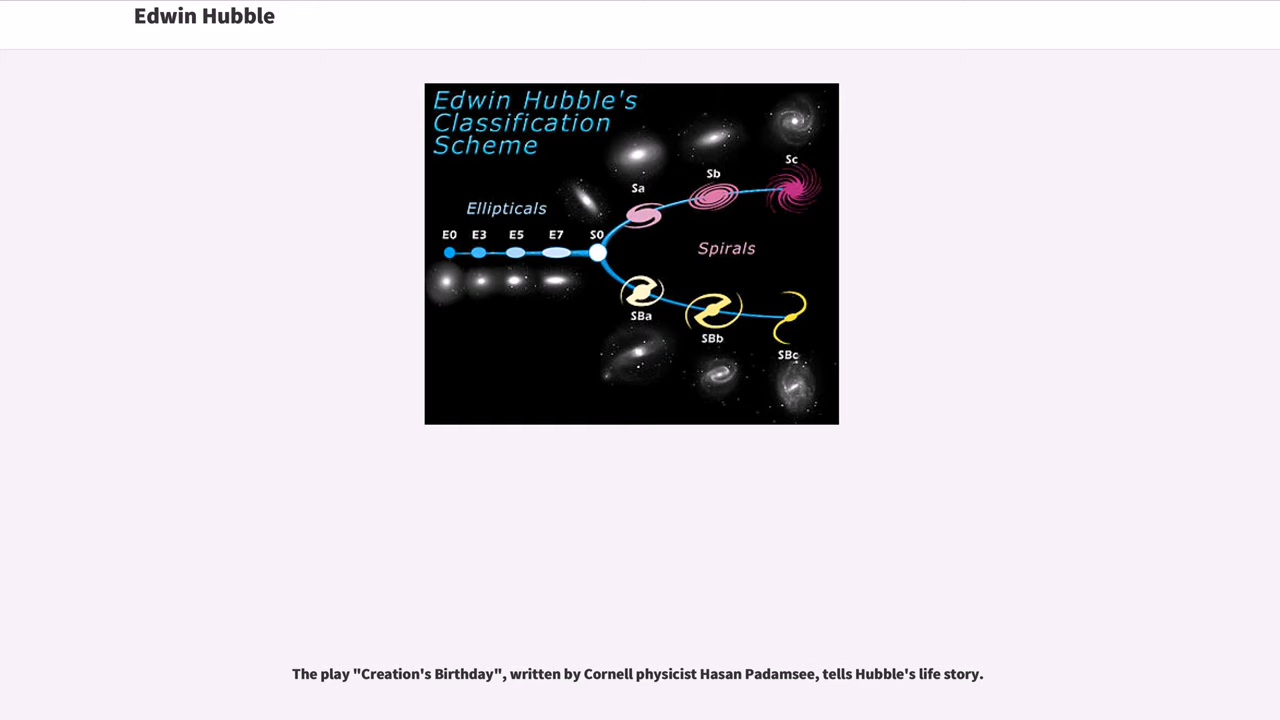 Edwin Hubble
Edwin Hubble's
Classification
Scheme
Sc
Sb
Sa
Ellipticals
E0 E3 E5 E7 S0
Spirals
SBa
SBb
SBc
The play "Creation's Birthday", written by Cornell physicist Hasan Padamsee, tells Hubble's life story.